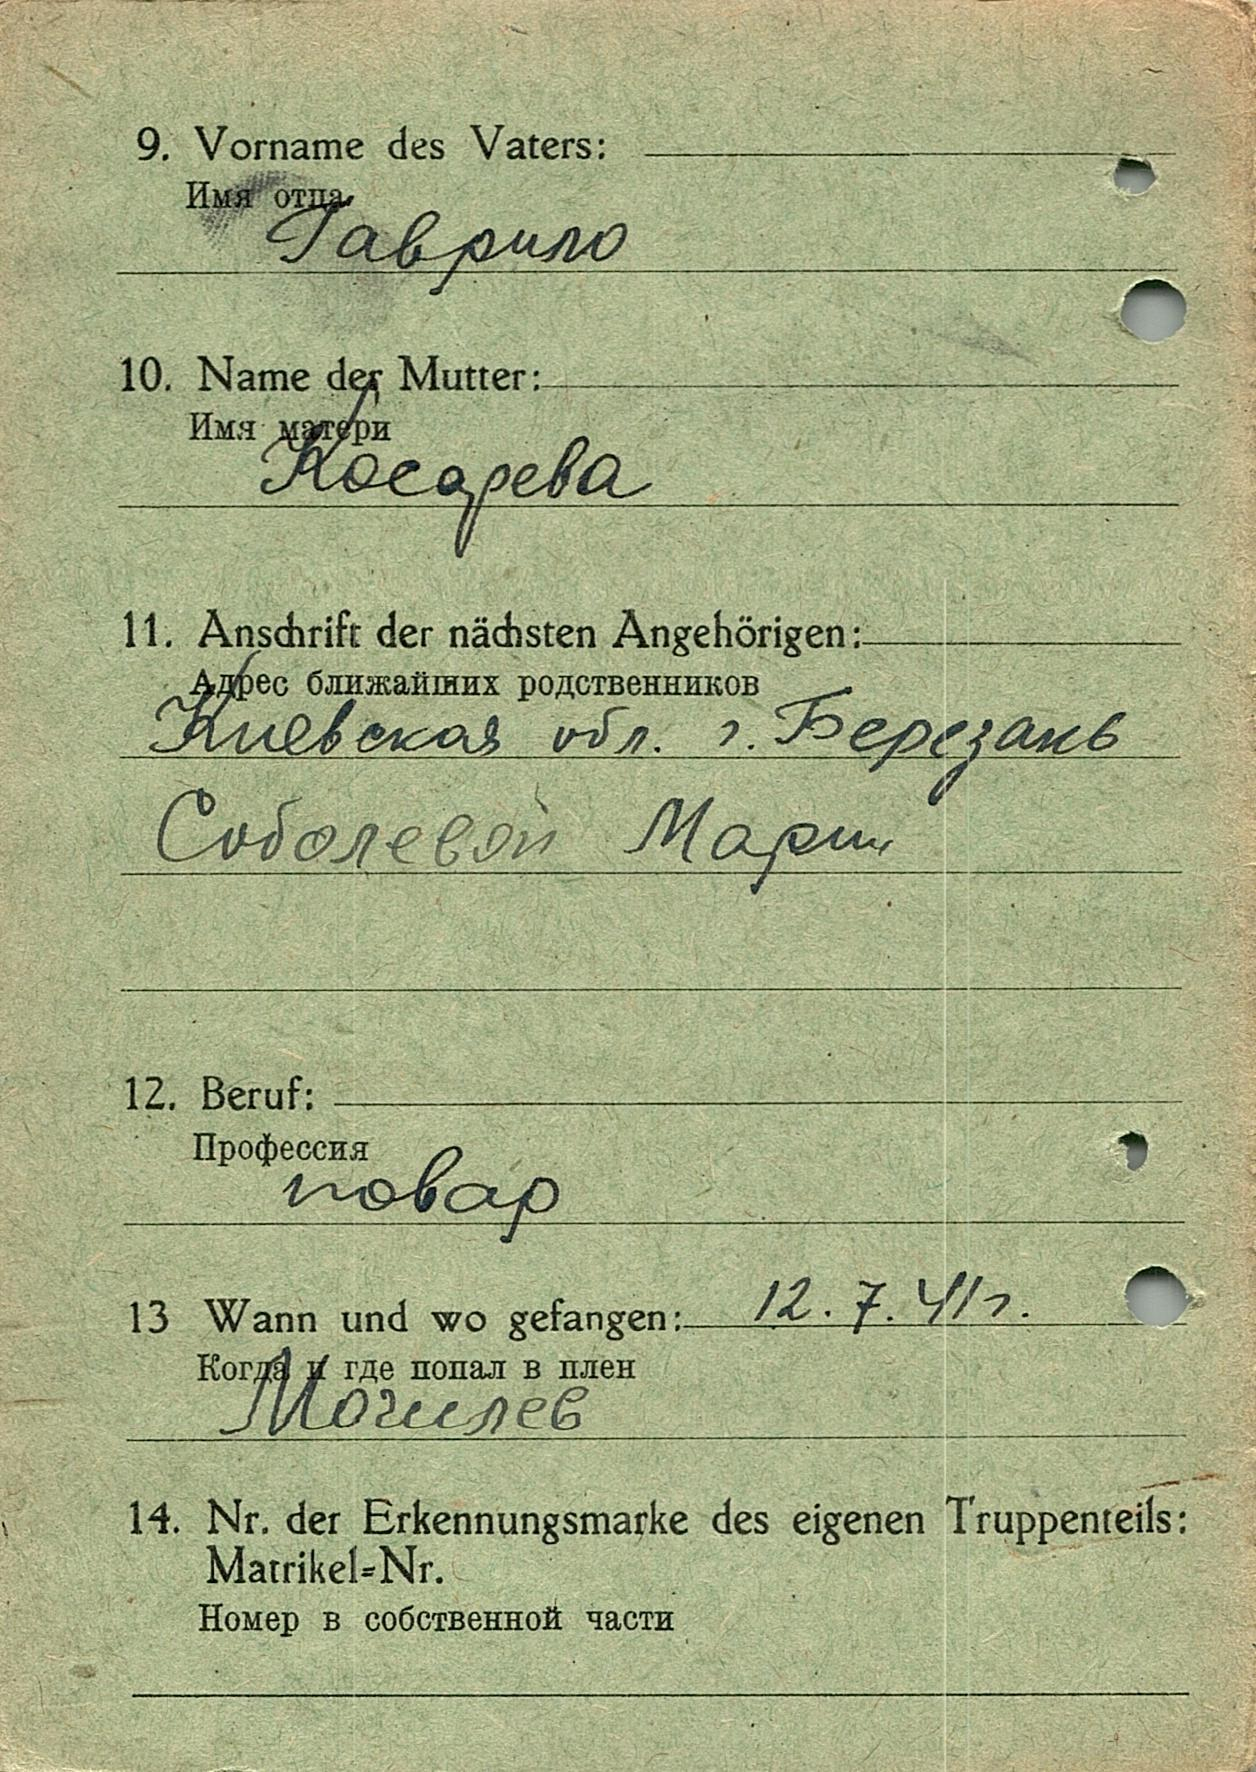 9. Vorname des Vaters:
Имя отца
Гаврило
10. Name der Mutter:
Имя матери
Косарева
11. Anschrift der nächsten Angehörigen:
Адрес ближайших родственников
Киевская обл. г. Березань
Соболевой Марии
12. Beruf:
Профессия
повар
13 Wann und wo gefangen: 12.7.41г.
Когда и где попал в плен
Могилев
14. Nr. der Erkennungsmarke des eigenen Truppenteils:
Matrikel=Nr.
Номер в собственной части